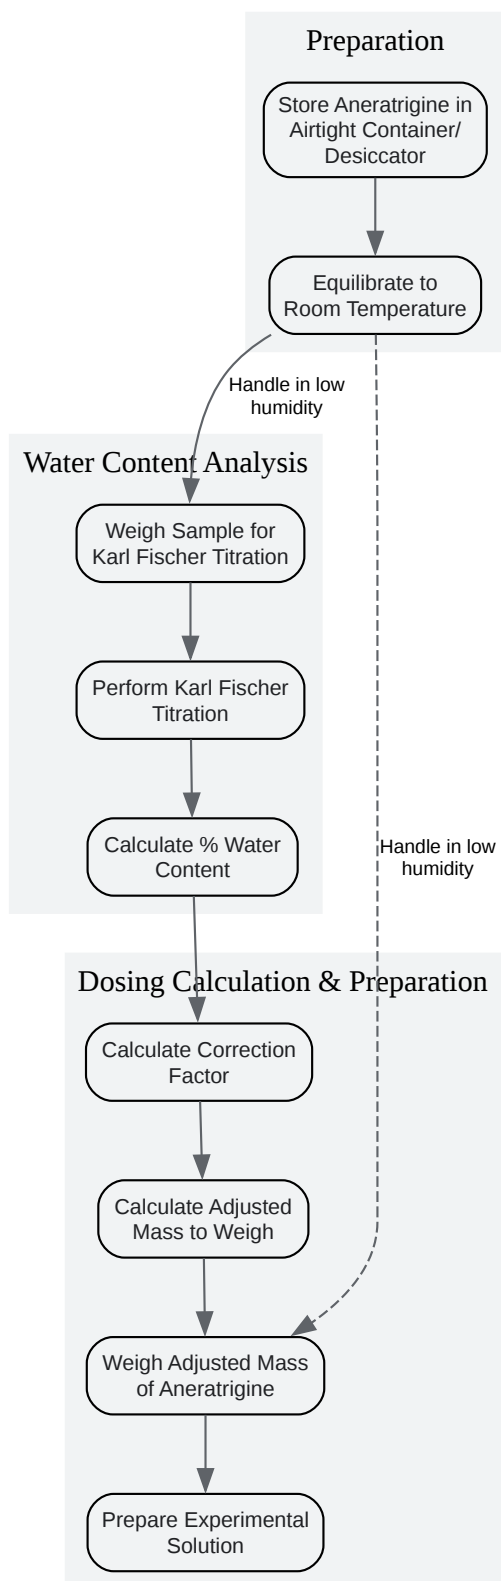 Preparation
Store Aneratrigine in
Airtight Container/
Desiccator
Equilibrate to
Room Temperature
Handle in low
humidity
Water Content Analysis
Weigh Sample for
Karl Fischer Titration
Perform Karl Fischer
Titration
Calculate % Water
Content
Handle in low
humidity
Dosing Calculation & Preparation
Calculate Correction
Factor
Calculate Adjusted
Mass to Weigh
Weigh Adjusted Mass
of Aneratrigine
Prepare Experimental
Solution